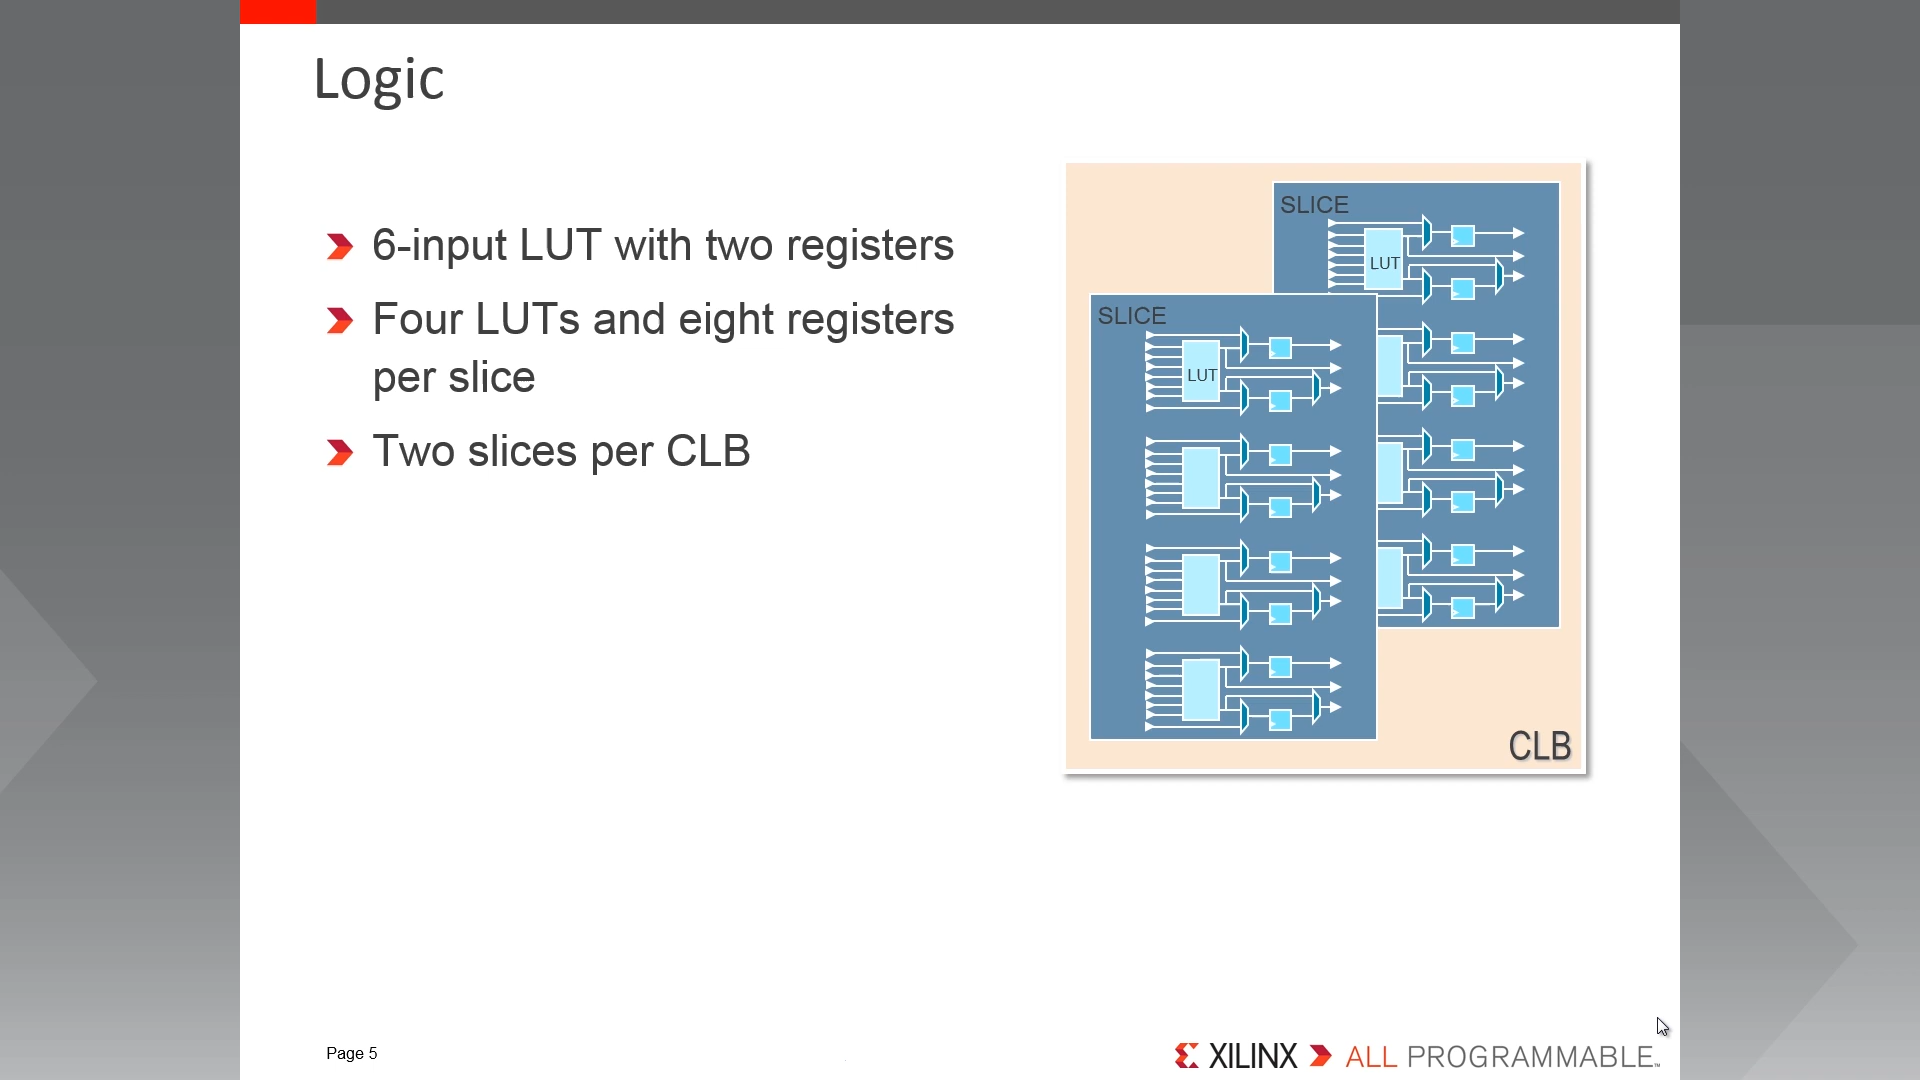 Logic
6-input LUT with two registers
Four LUTs and eight registers
per slice
Two slices per CLB
SLICE
LUT
SLICE
LUT
CLB
Page 5
XILINX ALL PROGRAMMABLE™